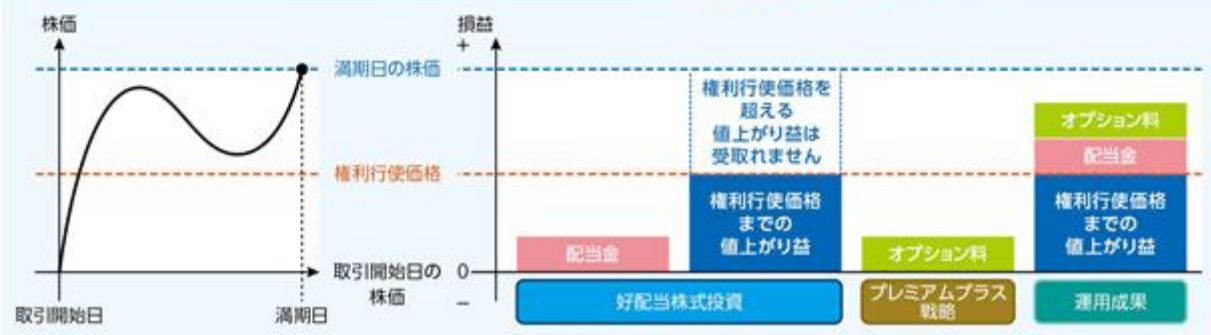 株価
満期日の株価
権利行使価格
取引開始日の
株価
取引開始日
満期日
損益
+
0
−
配当金
権利行使価格を
超える
値上がり益は
受取れません
権利行使価格
までの
値上がり益
オプション料
オプション料
配当金
権利行使価格
までの
値上がり益
好配当株式投資
プレミアムプラス
戦略
運用成果